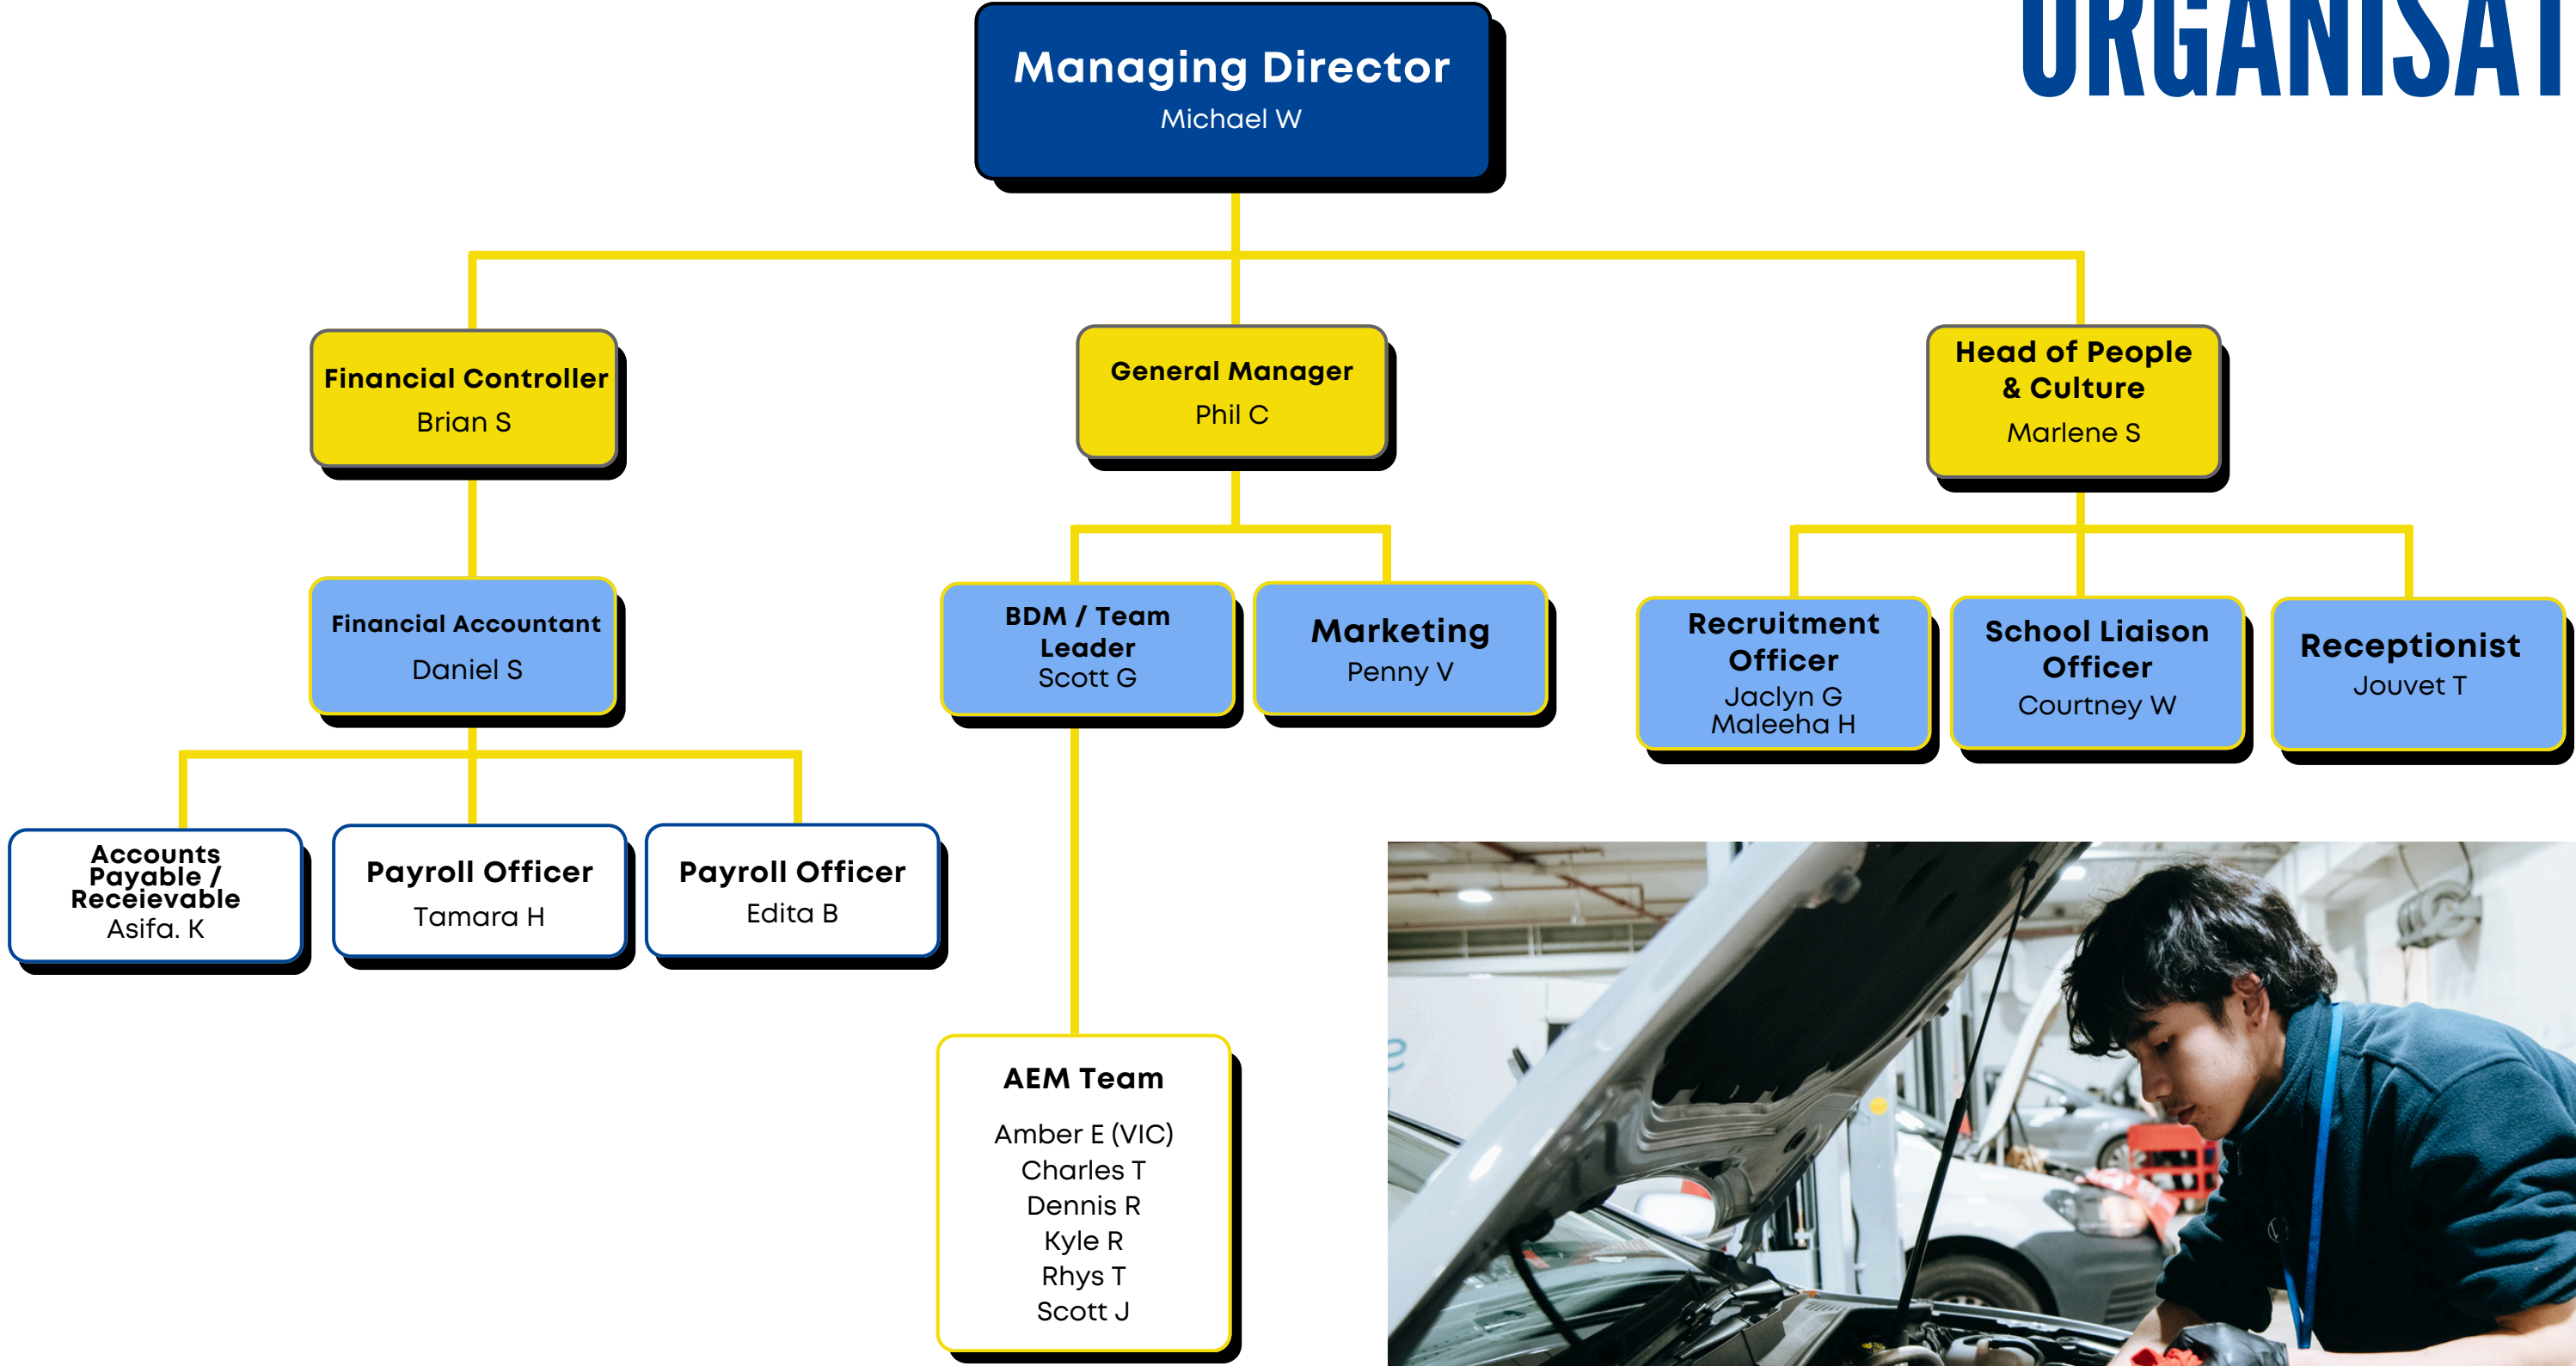 ORGANISAT
Managing Director
Michael W
Financial Controller
Brian S
General Manager
Phil C
Head of People
& Culture
Marlene S
Financial Accountant
Daniel S
BDM / Team
Leader
Scott G
Marketing
Penny V
Recruitment
Officer
Jaclyn G
Maleeha H
School Liaison
Officer
Courtney W
Receptionist
Jouvet T
Accounts
Payable /
Receievable
Asifa. K
Payroll Officer
Tamara H
Payroll Officer
Edita B
AEM Team
Amber E (VIC)
Charles T
Dennis R
Kyle R
Rhys T
Scott J